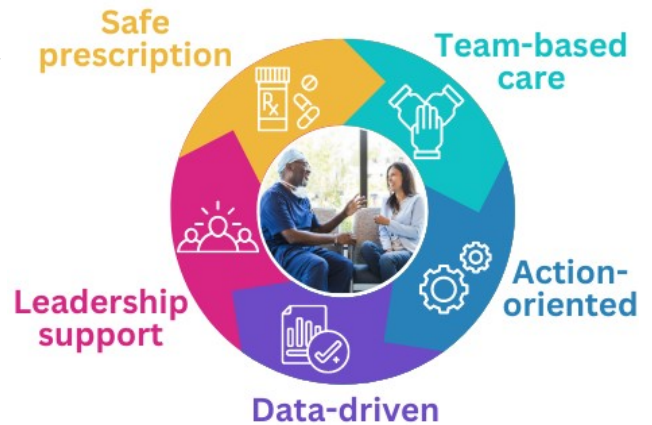 Safe
prescription
Team-based
care
Rx
Action-
oriented
Leadership
support
Data-driven